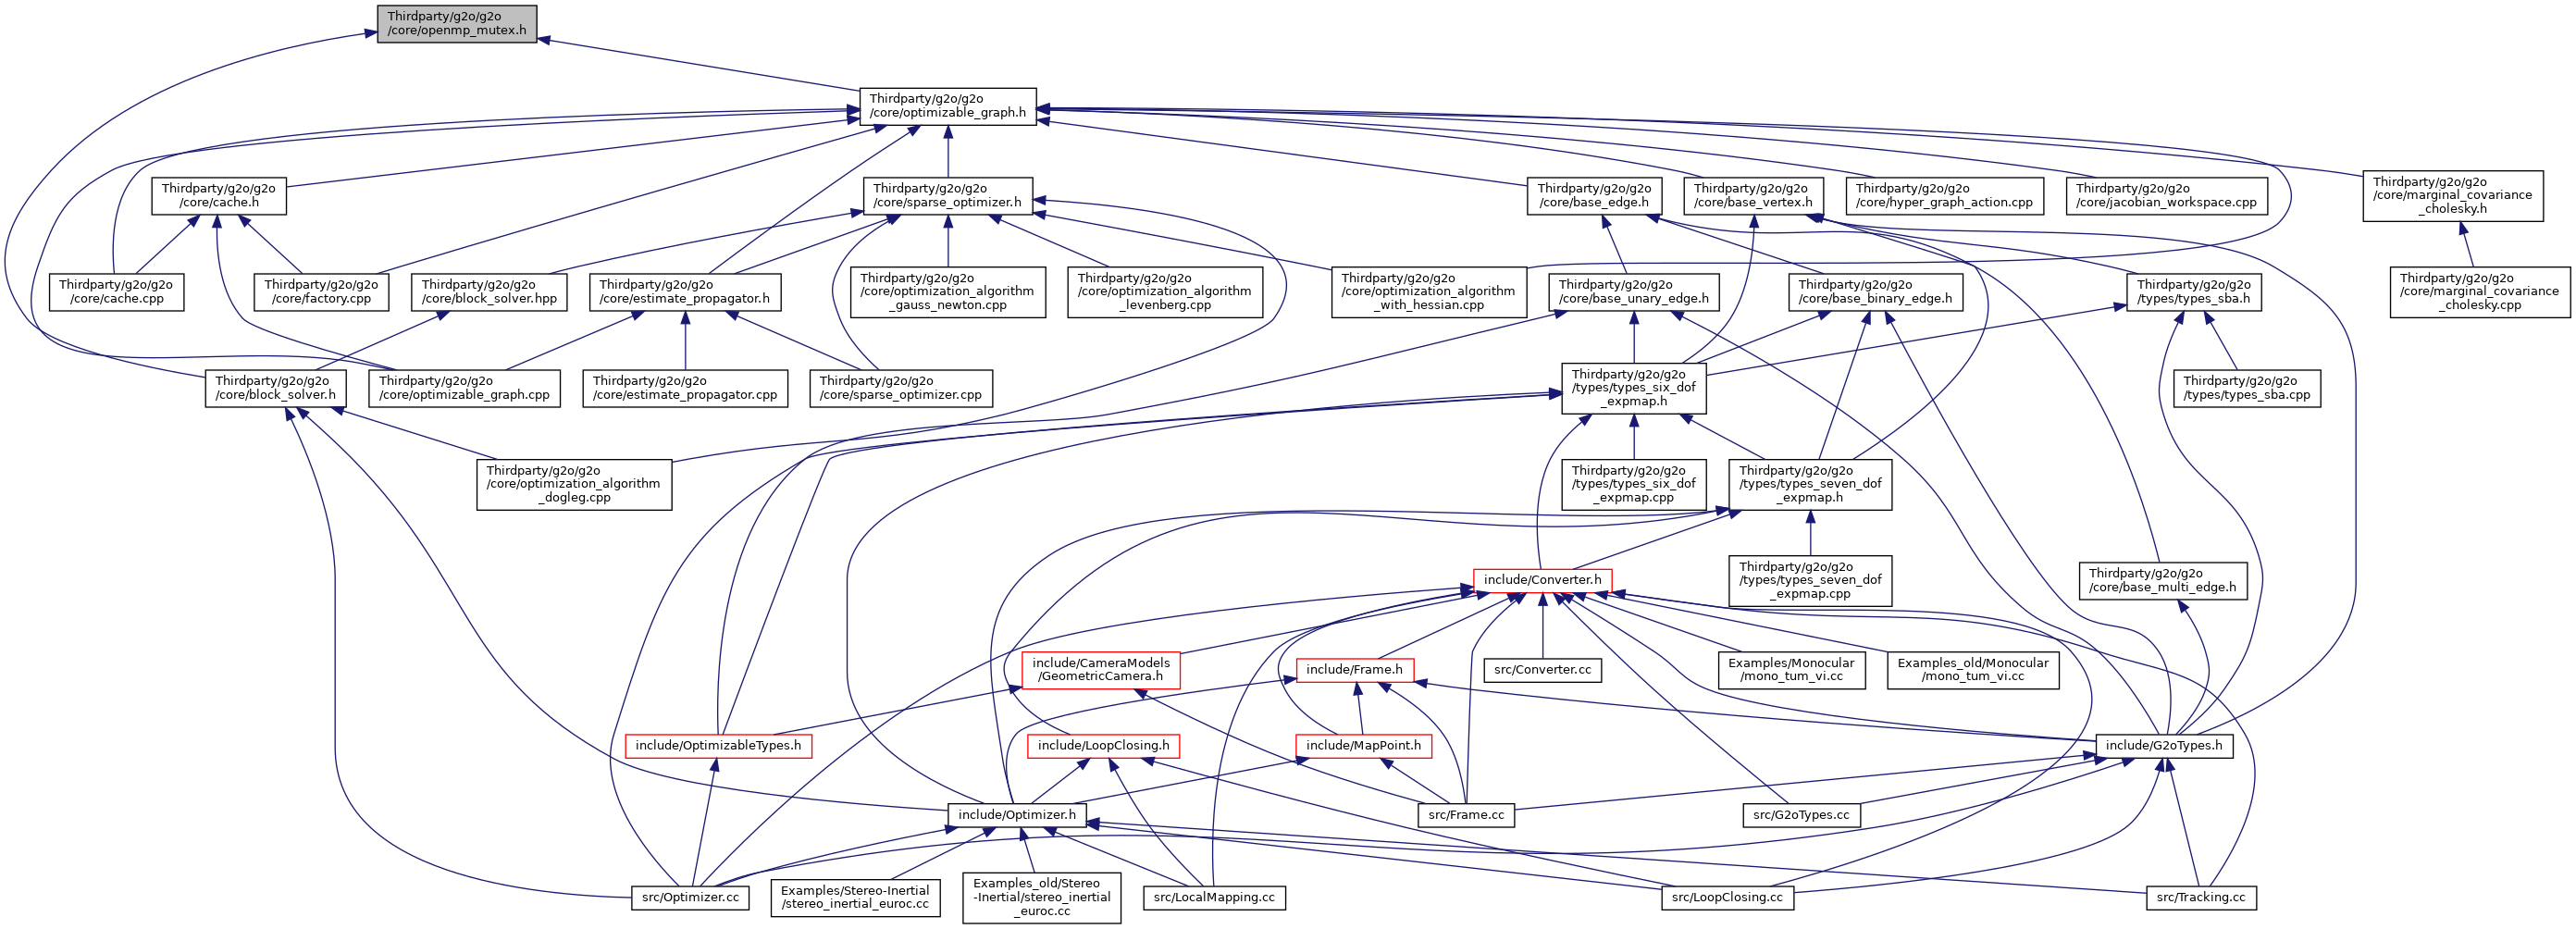 Thirdparty/g2o/g2o
/core/openmp_mutex.h
Thirdparty/g2o/g2o
/core/optimizable_graph.h
Thirdparty/g2o/g2o
/core/cache.h
Thirdparty/g2o/g2o
/core/sparse_optimizer.h
Thirdparty/g2o/g2o
/core/base_edge.h
Thirdparty/g2o/g2o
/core/base_vertex.h
Thirdparty/g2o/g2o
/core/hyper_graph_action.cpp
Thirdparty/g2o/g2o
/core/jacobian_workspace.cpp
Thirdparty/g2o/g2o
/core/marginal_covariance
_cholesky.h
Thirdparty/g2o/g2o
/core/cache.cpp
Thirdparty/g2o/g2o
/core/factory.cpp
Thirdparty/g2o/g2o
/core/block_solver.hpp
Thirdparty/g2o/g2o
/core/estimate_propagator.h
Thirdparty/g2o/g2o
/core/optimization_algorithm
_gauss_newton.cpp
Thirdparty/g2o/g2o
/core/optimization_algorithm
_levenberg.cpp
Thirdparty/g2o/g2o
/core/optimization_algorithm
_with_hessian.cpp
Thirdparty/g2o/g2o
/core/base_unary_edge.h
Thirdparty/g2o/g2o
/core/base_binary_edge.h
Thirdparty/g2o/g2o
/types/types_sba.h
Thirdparty/g2o/g2o
/core/marginal_covariance
_cholesky.cpp
Thirdparty/g2o/g2o
/core/block_solver.h
Thirdparty/g2o/g2o
/core/optimizable_graph.cpp
Thirdparty/g2o/g2o
/core/estimate_propagator.cpp
Thirdparty/g2o/g2o
/core/sparse_optimizer.cpp
Thirdparty/g2o/g2o
/types/types_six_dof
_expmap.h
Thirdparty/g2o/g2o
/types/types_sba.cpp
Thirdparty/g2o/g2o
/core/optimization_algorithm
_dogleg.cpp
Thirdparty/g2o/g2o
/types/types_six_dof
_expmap.cpp
Thirdparty/g2o/g2o
/types/types_seven_dof
_expmap.h
include/Converter.h
Thirdparty/g2o/g2o
/types/types_seven_dof
_expmap.cpp
Thirdparty/g2o/g2o
/core/base_multi_edge.h
include/CameraModels
/GeometricCamera.h
include/Frame.h
src/Converter.cc
Examples/Monocular
/mono_tum_vi.cc
Examples_old/Monocular
/mono_tum_vi.cc
include/OptimizableTypes.h
include/LoopClosing.h
include/MapPoint.h
include/G2oTypes.h
include/Optimizer.h
src/Frame.cc
src/G2oTypes.cc
src/Optimizer.cc
Examples/Stereo-Inertial
/stereo_inertial_euroc.cc
Examples_old/Stereo
-Inertial/stereo_inertial
_euroc.cc
src/LocalMapping.cc
src/LoopClosing.cc
src/Tracking.cc